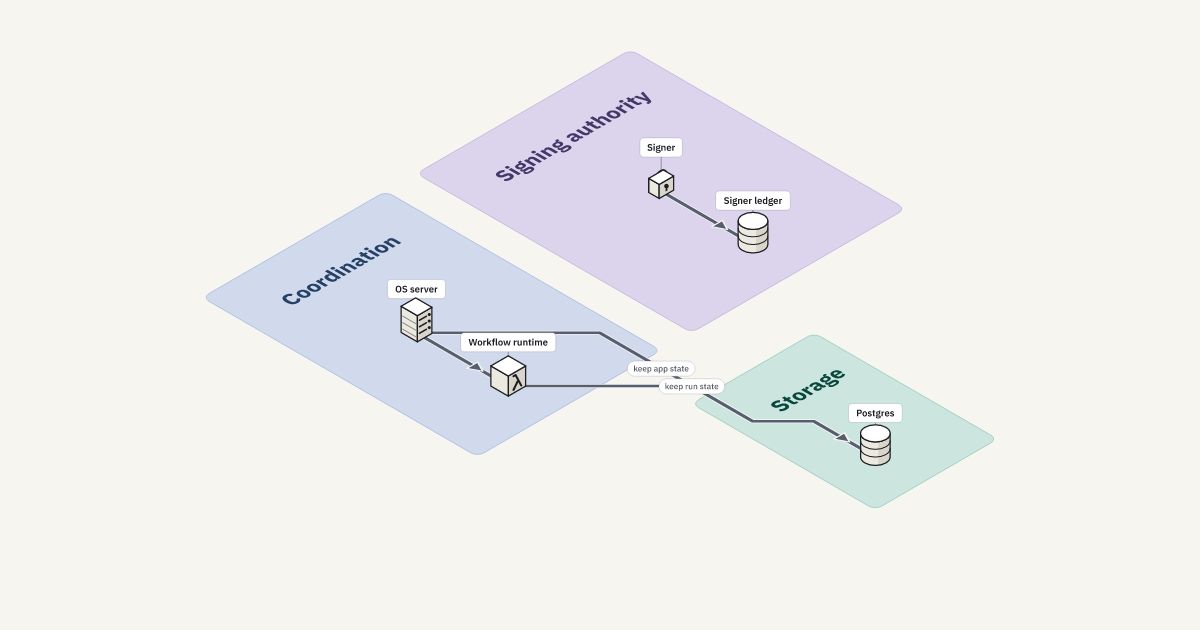 Signing authority
Signer
Signer ledger
Coordination
OS server
Workflow runtime
keep app state
keep run state
Storage
Postgres
λ